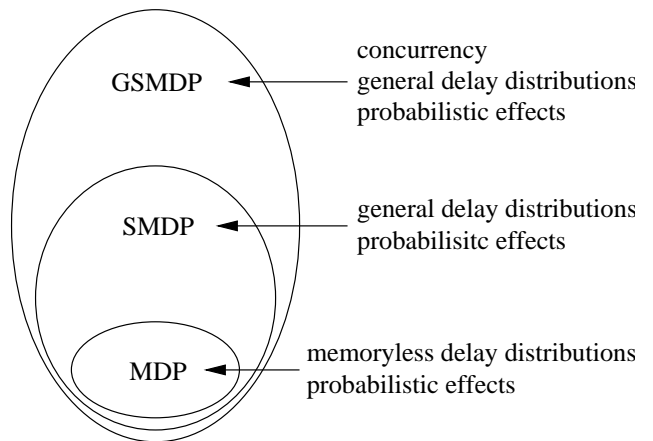 concurrency
GSMDP
general delay distributions
probabilistic effects
SMDP
general delay distributions
probabilisitc effects
MDP
memoryless delay distributions
probabilistic effects